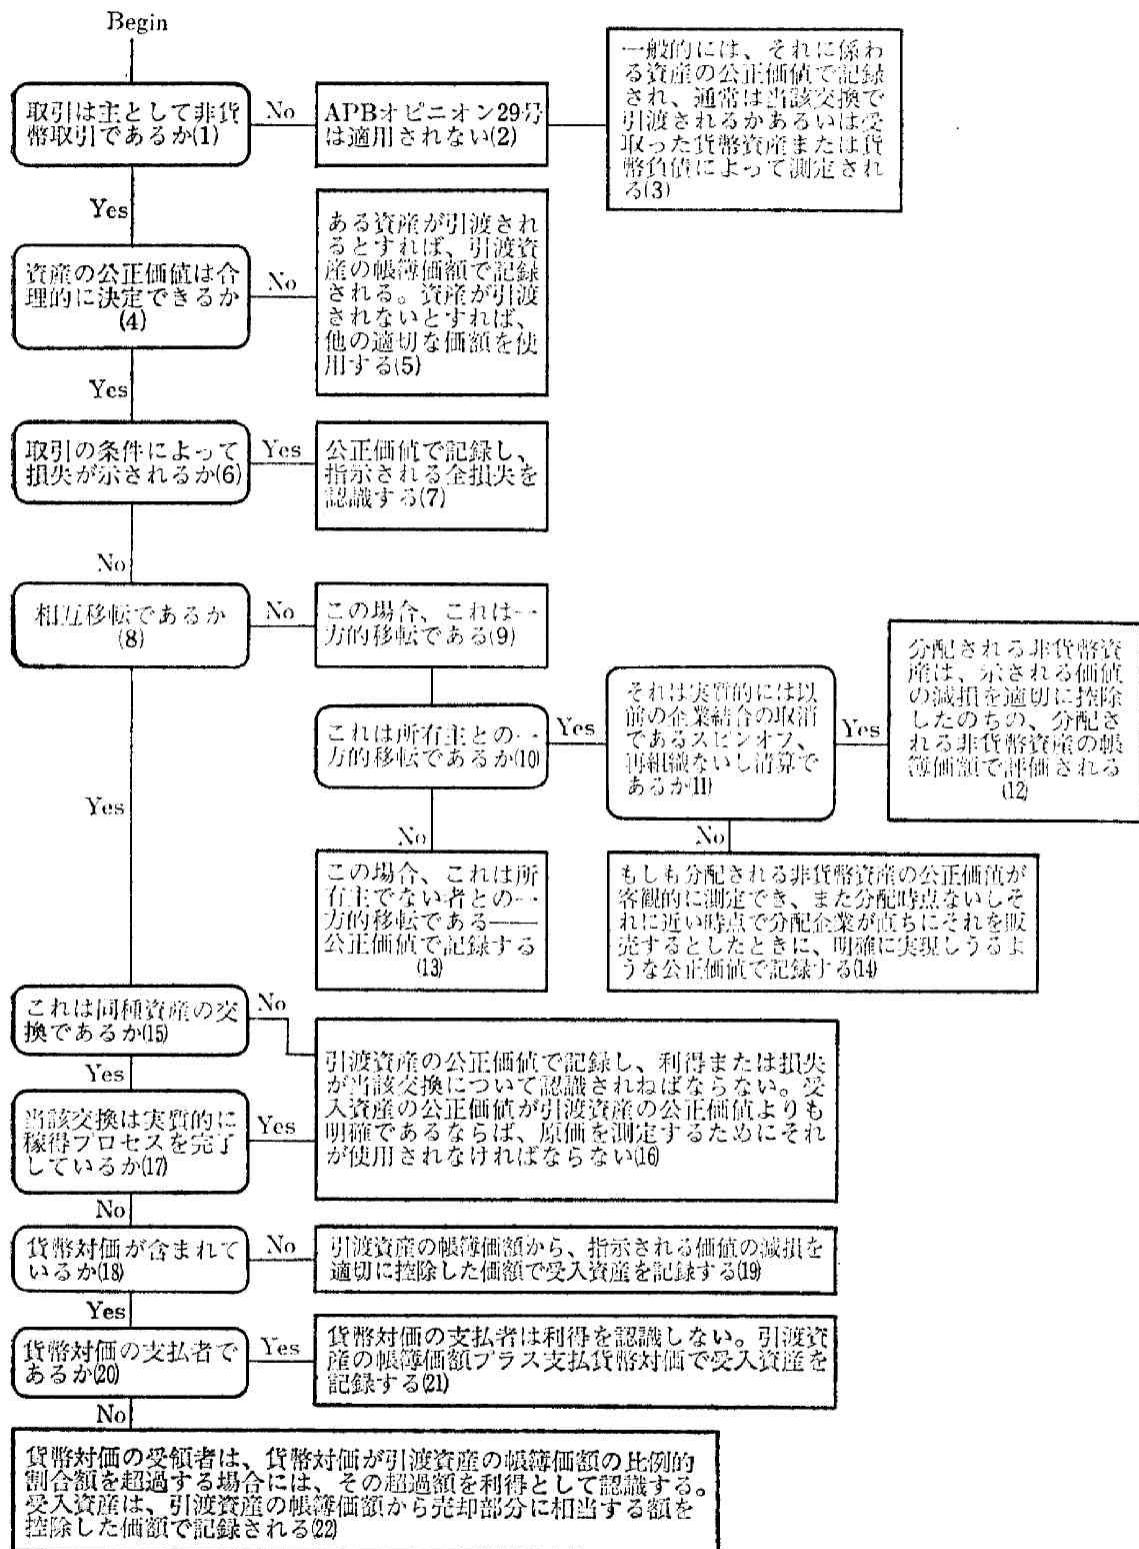 Begin
取引は主として非貨
幣取引であるか(1)
No
APBオピニオン29号
は適用されない(2)
一般的には、それに係わ
る資産の公正価値で記録
され、通常は当該交換で
引渡されるかあるいは受
取った貨幣資産または貨
幣負債によって測定され
る(3)
Yes
資産の公正価値は合
理的に決定できるか
(4)
No
ある資産が引渡され
るとすれば、引渡資
産の帳簿価額で記録
される。資産が引渡
されないとすれば、
他の適切な価額を使
用する(5)
Yes
取引の条件によって
損失が示されるか(6)
Yes
公正価値で記録し、
指示される全損失を
認識する(7)
No
相互移転であるか
(8)
No
この場合、これは一
方的移転である(9)
これは所有主との一
方的移転であるか(10)
Yes
それは実質的には以
前の企業結合の取消
であるスピンオフ、
再組織ないし清算で
あるか(11)
Yes
分配される非貨幣資
産は、示される価値
の減損を適切に控除
したのちの、分配さ
れる非貨幣資産の帳
簿価額で評価される
(12)
Yes
No
この場合、これは所
有主でない者との一
方的移転である——
公正価値で記録する
(13)
No
もしも分配される非貨幣資産の公正価値が
客観的に測定でき、また分配時点ないしそ
れに近い時点で分配企業が直ちにそれを販
売するとしたときに、明確に実現しうるよ
うな公正価値で記録する(14)
これは同種資産の交
換であるか(15)
No
引渡資産の公正価値で記録し、利得または損失
が当該交換について認識されねばならない。受
入資産の公正価値が引渡資産の公正価値よりも
明確であるならば、原価を測定するためにそれ
が使用されなければならない(16)
Yes
当該交換は実質的に
稼得プロセスを完了
しているか(17)
Yes
No
貨幣対価が含まれて
いるか(18)
No
引渡資産の帳簿価額から、指示される価値の減損を
適切に控除した価額で受入資産を記録する(19)
Yes
貨幣対価の支払者で
あるか(20)
Yes
貨幣対価の支払者は利得を認識しない。引渡資
産の帳簿価額プラス支払貨幣対価で受入資産を
記録する(21)
No
貨幣対価の受領者は、貨幣対価が引渡資産の帳簿価額の比例的
割合額を超過する場合には、その超過額を利得として認識する。
受入資産は、引渡資産の帳簿価額から売却部分に相当する額を
控除した価額で記録される(22)